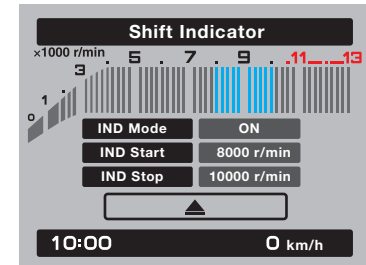 Shift Indicator
×1000 r/min
0 1 3 . 5 . 7 . 9 . 11 . 13
IND Mode ON
IND Start 8000 r/min
IND Stop 10000 r/min
10:00 0 km/h